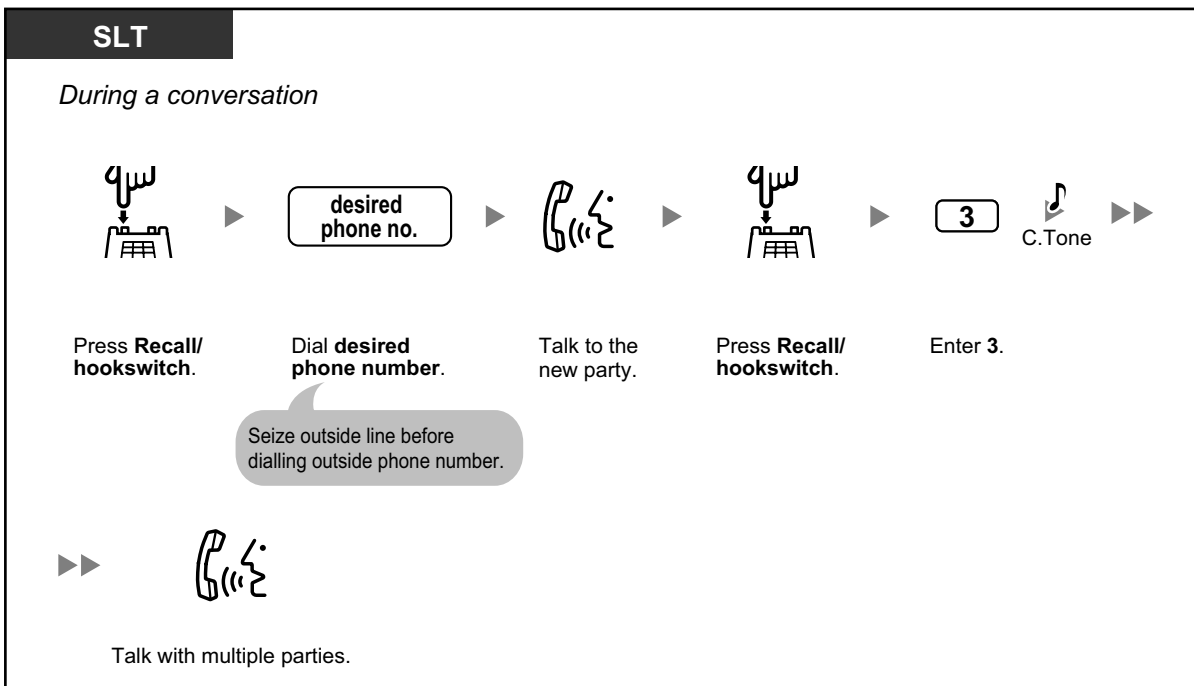 SLT
During a conversation
desired
phone no.
3
C.Tone
Press Recall/
hookswitch.
Dial desired
phone number.
Talk to the
new party.
Press Recall/
hookswitch.
Enter 3.
Seize outside line before
dialling outside phone number.
Talk with multiple parties.